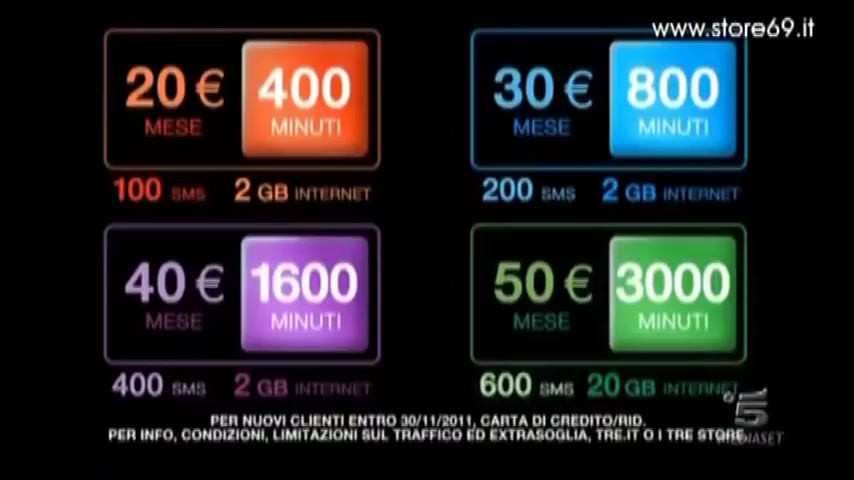 www.store69.it
20 € MESE 400 MINUTI
100 SMS 2 GB INTERNET
30 € MESE 800 MINUTI
200 SMS 2 GB INTERNET
40 € MESE 1600 MINUTI
400 SMS 2 GB INTERNET
50 € MESE 3000 MINUTI
600 SMS 20 GB INTERNET
PER NUOVI CLIENTI ENTRO 30/11/2011, CARTA DI CREDITO/RID.
PER INFO, CONDIZIONI, LIMITAZIONI SUL TRAFFICO ED EXTRASOGLIA, TRE.IT O I TRE STORE.
5
MEDIASET